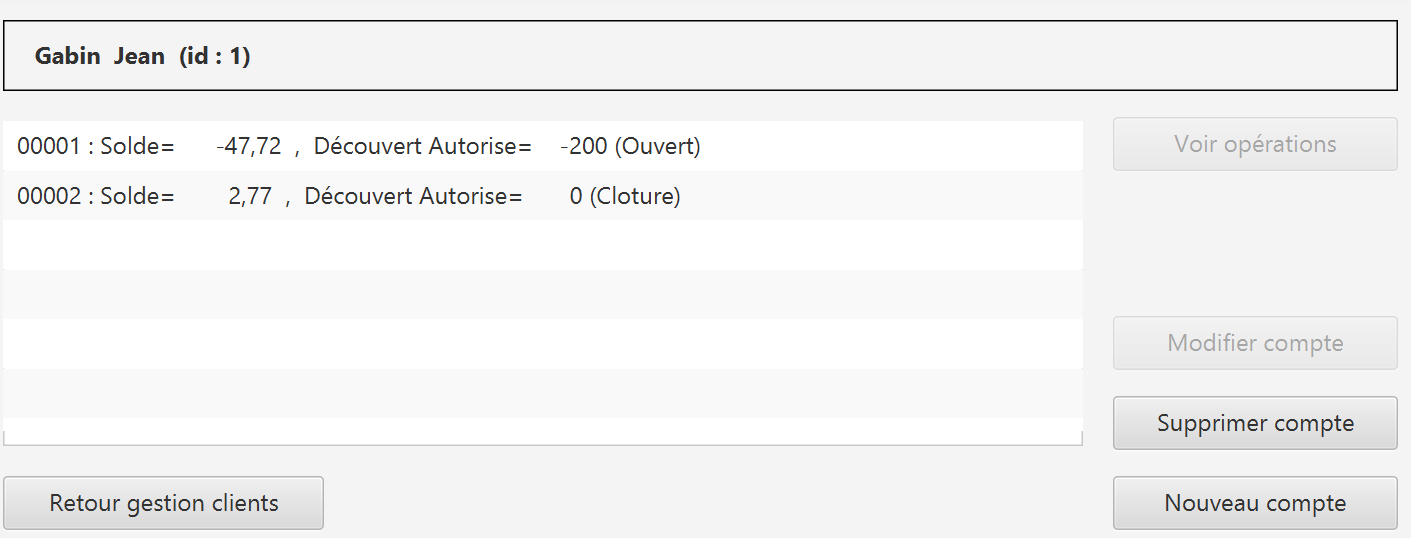 Gabin Jean (id : 1)
00001 : Solde= -47,72 , Découvert Autorise= -200 (Ouvert)
00002 : Solde= 2,77 , Découvert Autorise= 0 (Cloture)
Voir opérations
Modifier compte
Supprimer compte
Retour gestion clients
Nouveau compte